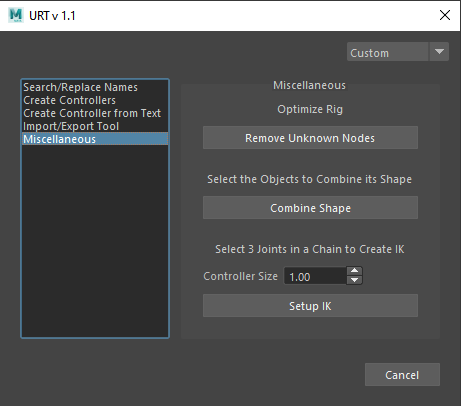 URT v 1.1
Custom
Search/Replace Names
Create Controllers
Create Controller from Text
Import/Export Tool
Miscellaneous
Miscellaneous
Optimize Rig
Remove Unknown Nodes
Select the Objects to Combine its Shape
Combine Shape
Select 3 Joints in a Chain to Create IK
Controller Size 1.00
Setup IK
Cancel